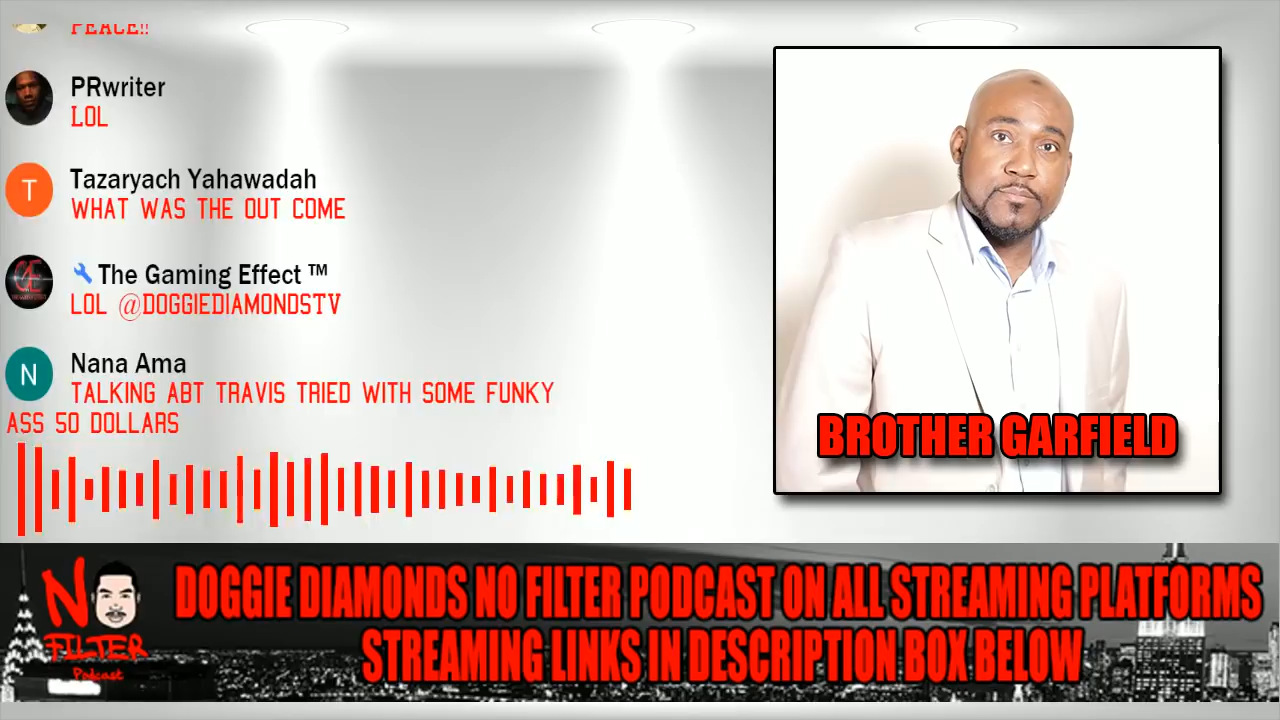 PEACE!!
PRwriter
LOL
T
Tazaryach Yahawadah
WHAT WAS THE OUT COME
The Gaming Effect ™
LOL @DOGGIEDIAMONDSTV
N
Nana Ama
TALKING ABT TRAVIS TRIED WITH SOME FUNKY
ASS 50 DOLLARS
BROTHER GARFIELD
NO
FILTER
Podcast
DOGGIE DIAMONDS NO FILTER PODCAST ON ALL STREAMING PLATFORMS
STREAMING LINKS IN DESCRIPTION BOX BELOW